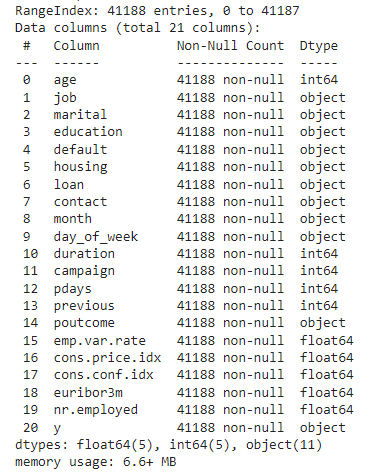 RangeIndex: 41188 entries, 0 to 41187
Data columns (total 21 columns):
 #   Column          Non-Null Count  Dtype
---  ------          --------------  -----
 0   age             41188 non-null  int64
 1   job             41188 non-null  object
 2   marital         41188 non-null  object
 3   education       41188 non-null  object
 4   default         41188 non-null  object
 5   housing         41188 non-null  object
 6   loan            41188 non-null  object
 7   contact         41188 non-null  object
 8   month           41188 non-null  object
 9   day_of_week     41188 non-null  object
 10  duration        41188 non-null  int64
 11  campaign        41188 non-null  int64
 12  pdays           41188 non-null  int64
 13  previous        41188 non-null  int64
 14  poutcome        41188 non-null  object
 15  emp.var.rate    41188 non-null  float64
 16  cons.price.idx  41188 non-null  float64
 17  cons.conf.idx   41188 non-null  float64
 18  euribor3m       41188 non-null  float64
 19  nr.employed     41188 non-null  float64
 20  y               41188 non-null  object
dtypes: float64(5), int64(5), object(11)
memory usage: 6.6+ MB